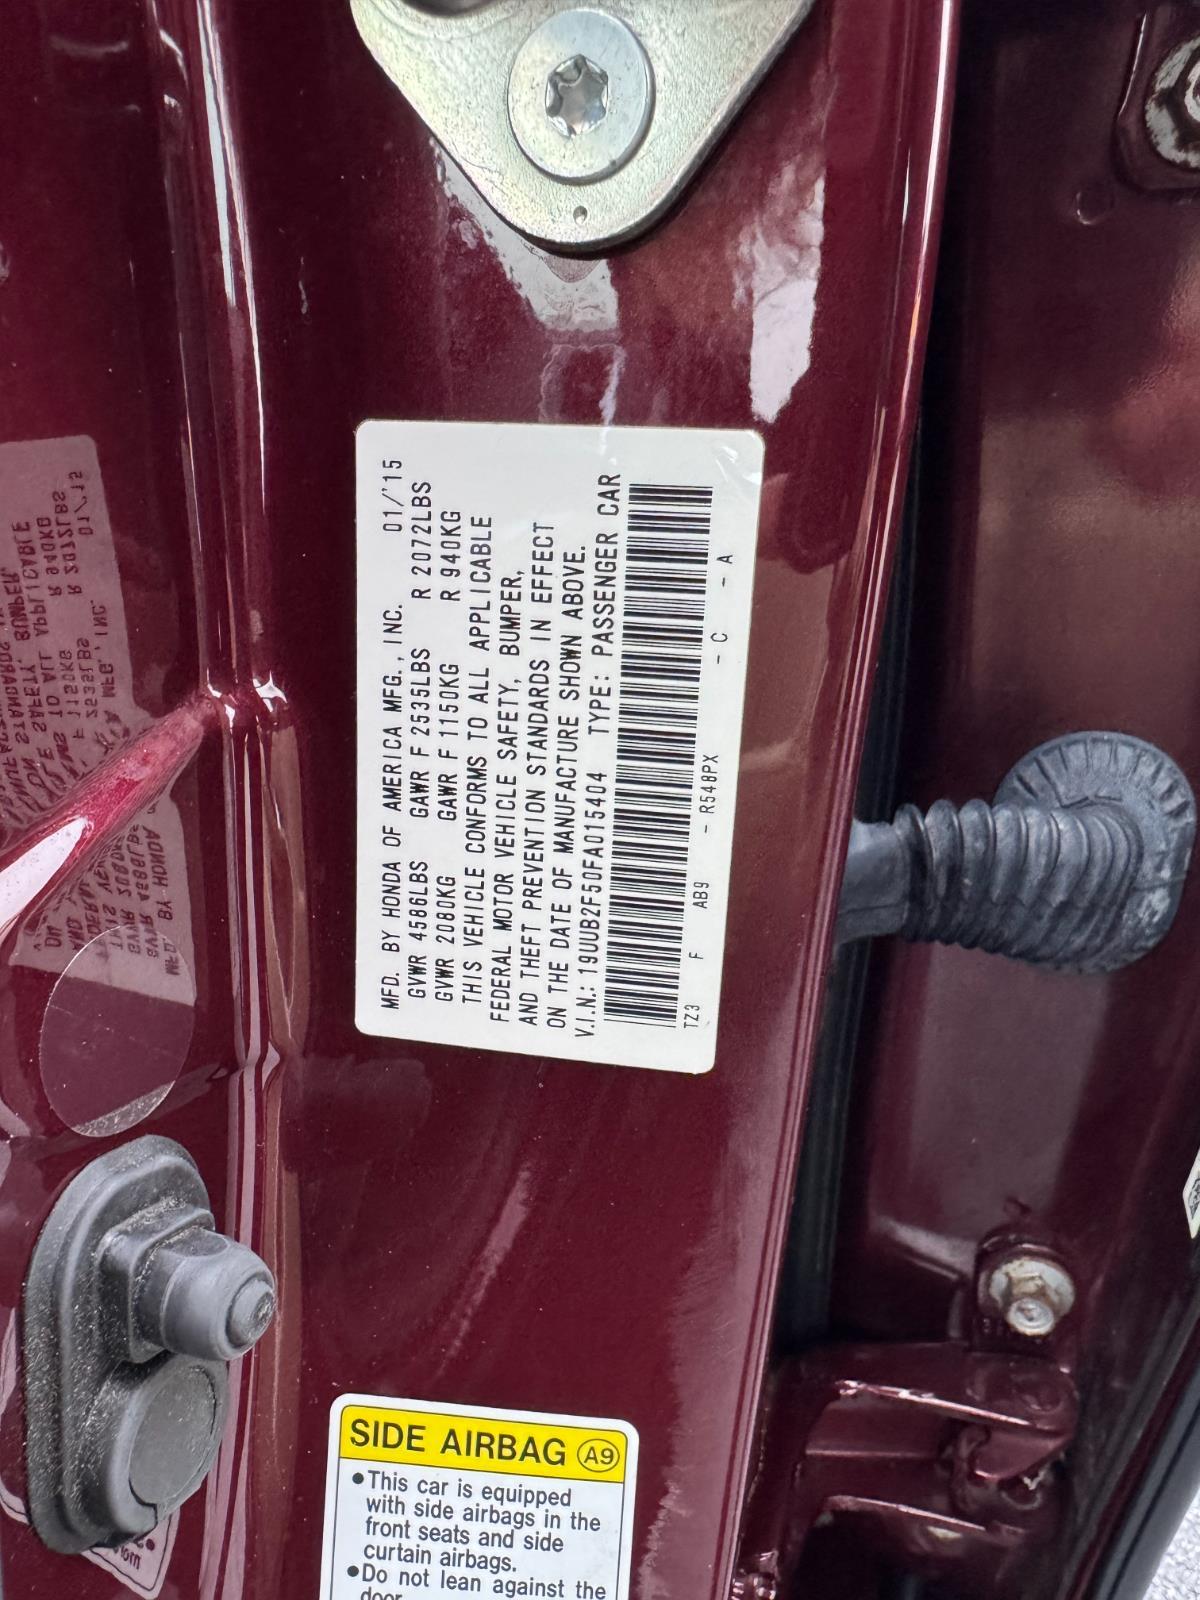 MFD. BY HONDA OF AMERICA MFG., INC. 01/'15
GVWR 4586LBS GAWR F 2535LBS R 2072LBS
GVWR 2080KG GAWR F 1150KG R 940KG
THIS VEHICLE CONFORMS TO ALL APPLICABLE
FEDERAL MOTOR VEHICLE SAFETY, BUMPER,
AND THEFT PREVENTION STANDARDS IN EFFECT
ON THE DATE OF MANUFACTURE SHOWN ABOVE.
V.I.N.: 19UUB2F50FA015404 TYPE: PASSENGER CAR
TZ3 F AB9 - R548PX - C - A
SIDE AIRBAG A9
•This car is equipped
with side airbags in the
front seats and side
curtain airbags.
•Do not lean against the
door.